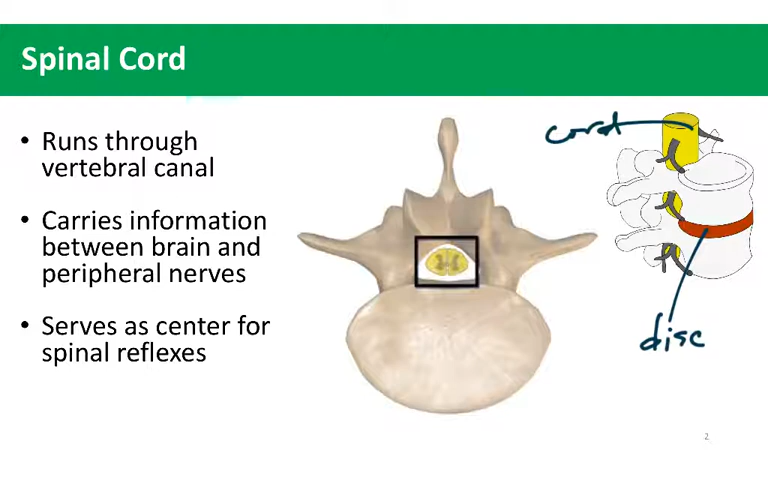 Spinal Cord
• Runs through
vertebral canal
• Carries information
between brain and
peripheral nerves
• Serves as center for
spinal reflexes
cord
disc
2